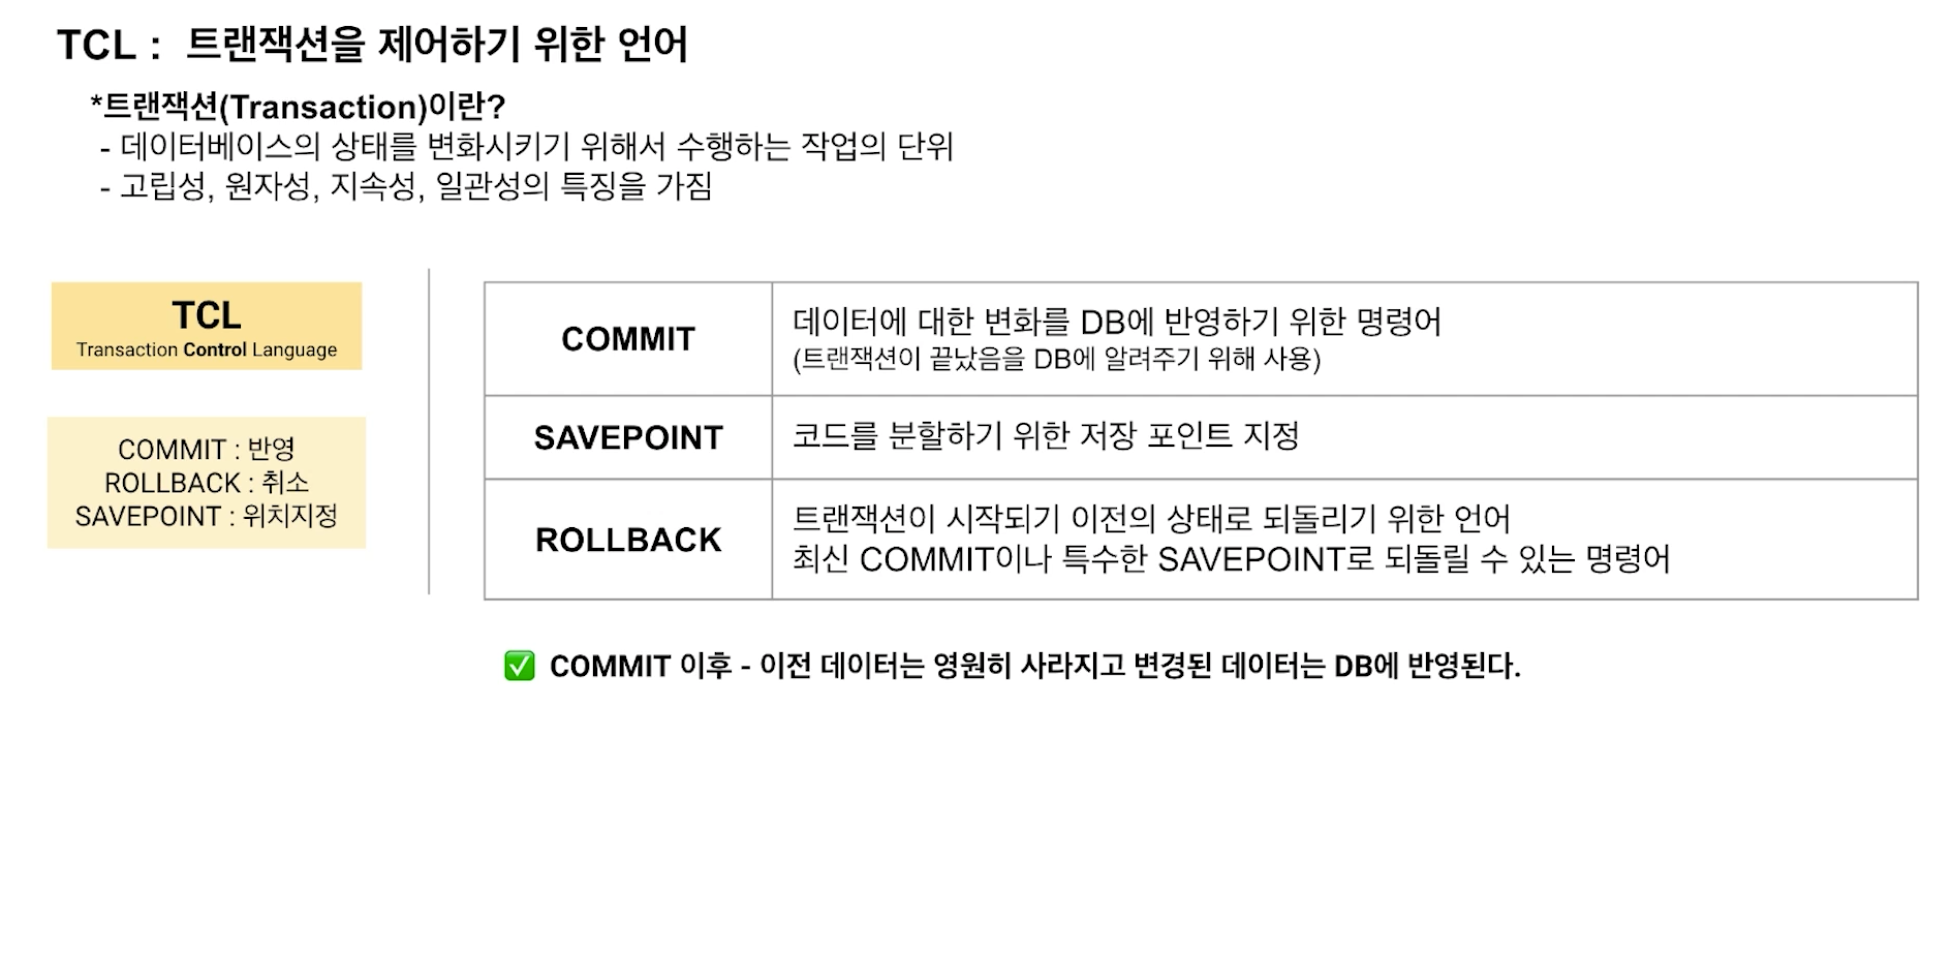 TCL : 트랜잭션을 제어하기 위한 언어
*트랜잭션(Transaction)이란?
- 데이터베이스의 상태를 변화시키기 위해서 수행하는 작업의 단위
- 고립성, 원자성, 지속성, 일관성의 특징을 가짐
TCL
Transaction Control Language
COMMIT : 반영
ROLLBACK : 취소
SAVEPOINT : 위치지정
COMMIT
데이터에 대한 변화를 DB에 반영하기 위한 명령어
(트랜잭션이 끝났음을 DB에 알려주기 위해 사용)
SAVEPOINT
코드를 분할하기 위한 저장 포인트 지정
ROLLBACK
트랜잭션이 시작되기 이전의 상태로 되돌리기 위한 언어
최신 COMMIT이나 특수한 SAVEPOINT로 되돌릴 수 있는 명령어
✅ COMMIT 이후 - 이전 데이터는 영원히 사라지고 변경된 데이터는 DB에 반영된다.